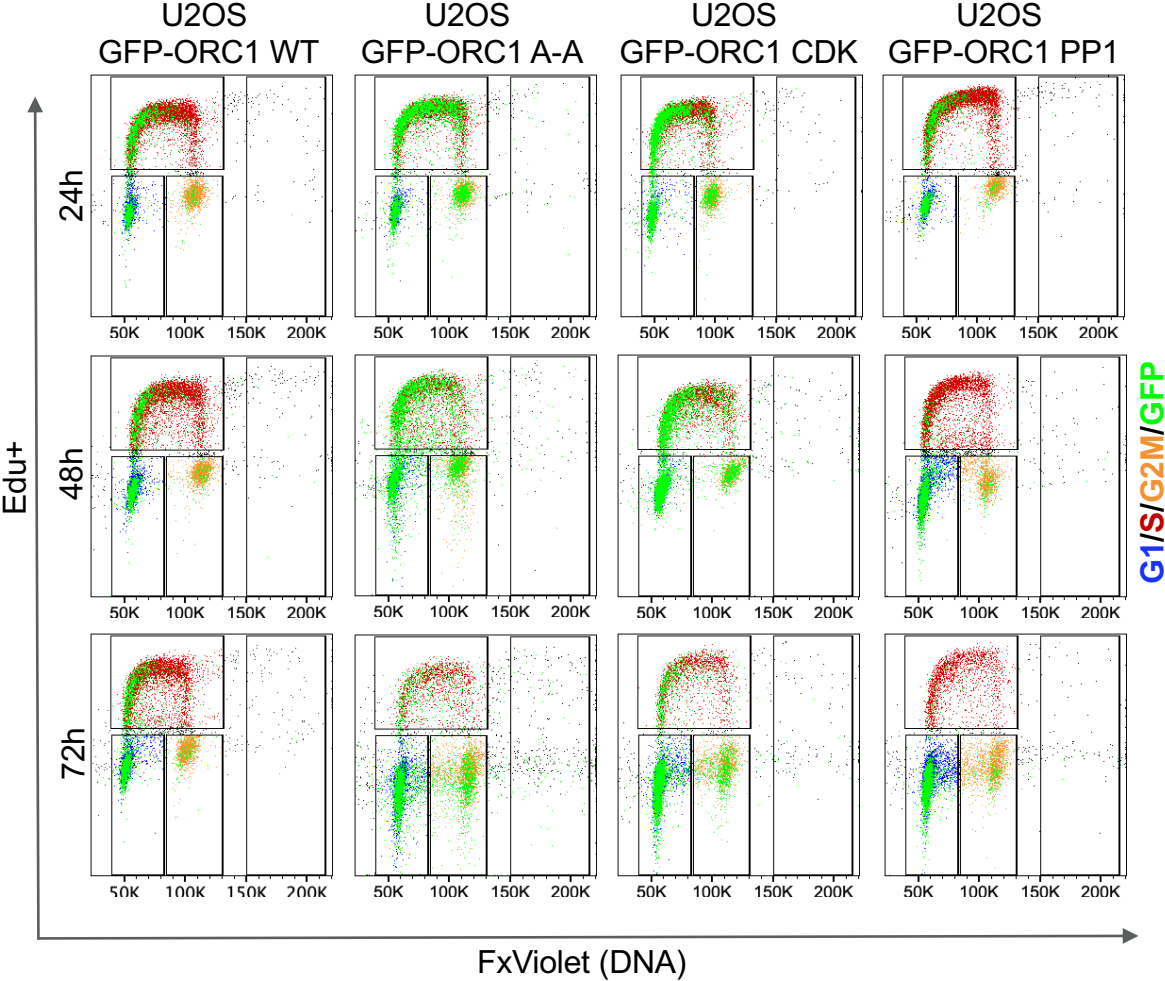 U2OS
GFP-ORC1 WT
U2OS
GFP-ORC1 A-A
U2OS
GFP-ORC1 CDK
U2OS
GFP-ORC1 PP1
24h
50K 100K 150K 200K
50K 100K 150K 200K
50K 100K 150K 200K
50K 100K 150K 200K
48h
50K 100K 150K 200K
50K 100K 150K 200K
50K 100K 150K 200K
50K 100K 150K 200K
72h
50K 100K 150K 200K
50K 100K 150K 200K
50K 100K 150K 200K
50K 100K 150K 200K
Edu+
G1/S/G2M/GFP
FxViolet (DNA)